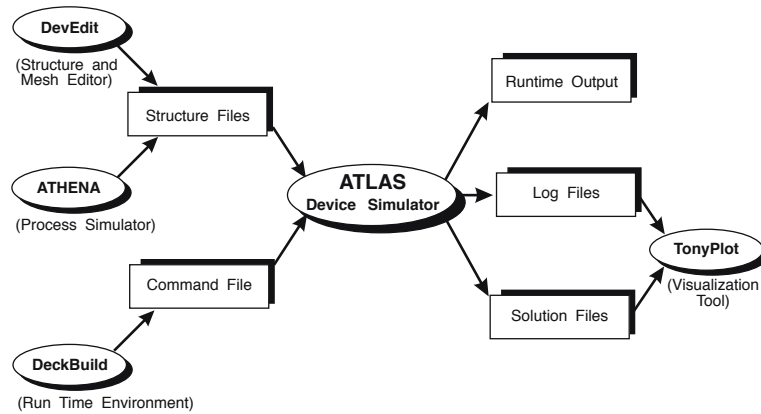 DevEdit
(Structure and
Mesh Editor)
Structure Files
ATHENA
(Process Simulator)
Command File
DeckBuild
(Run Time Environment)
ATLAS
Device Simulator
Runtime Output
Log Files
Solution Files
TonyPlot
(Visualization
Tool)